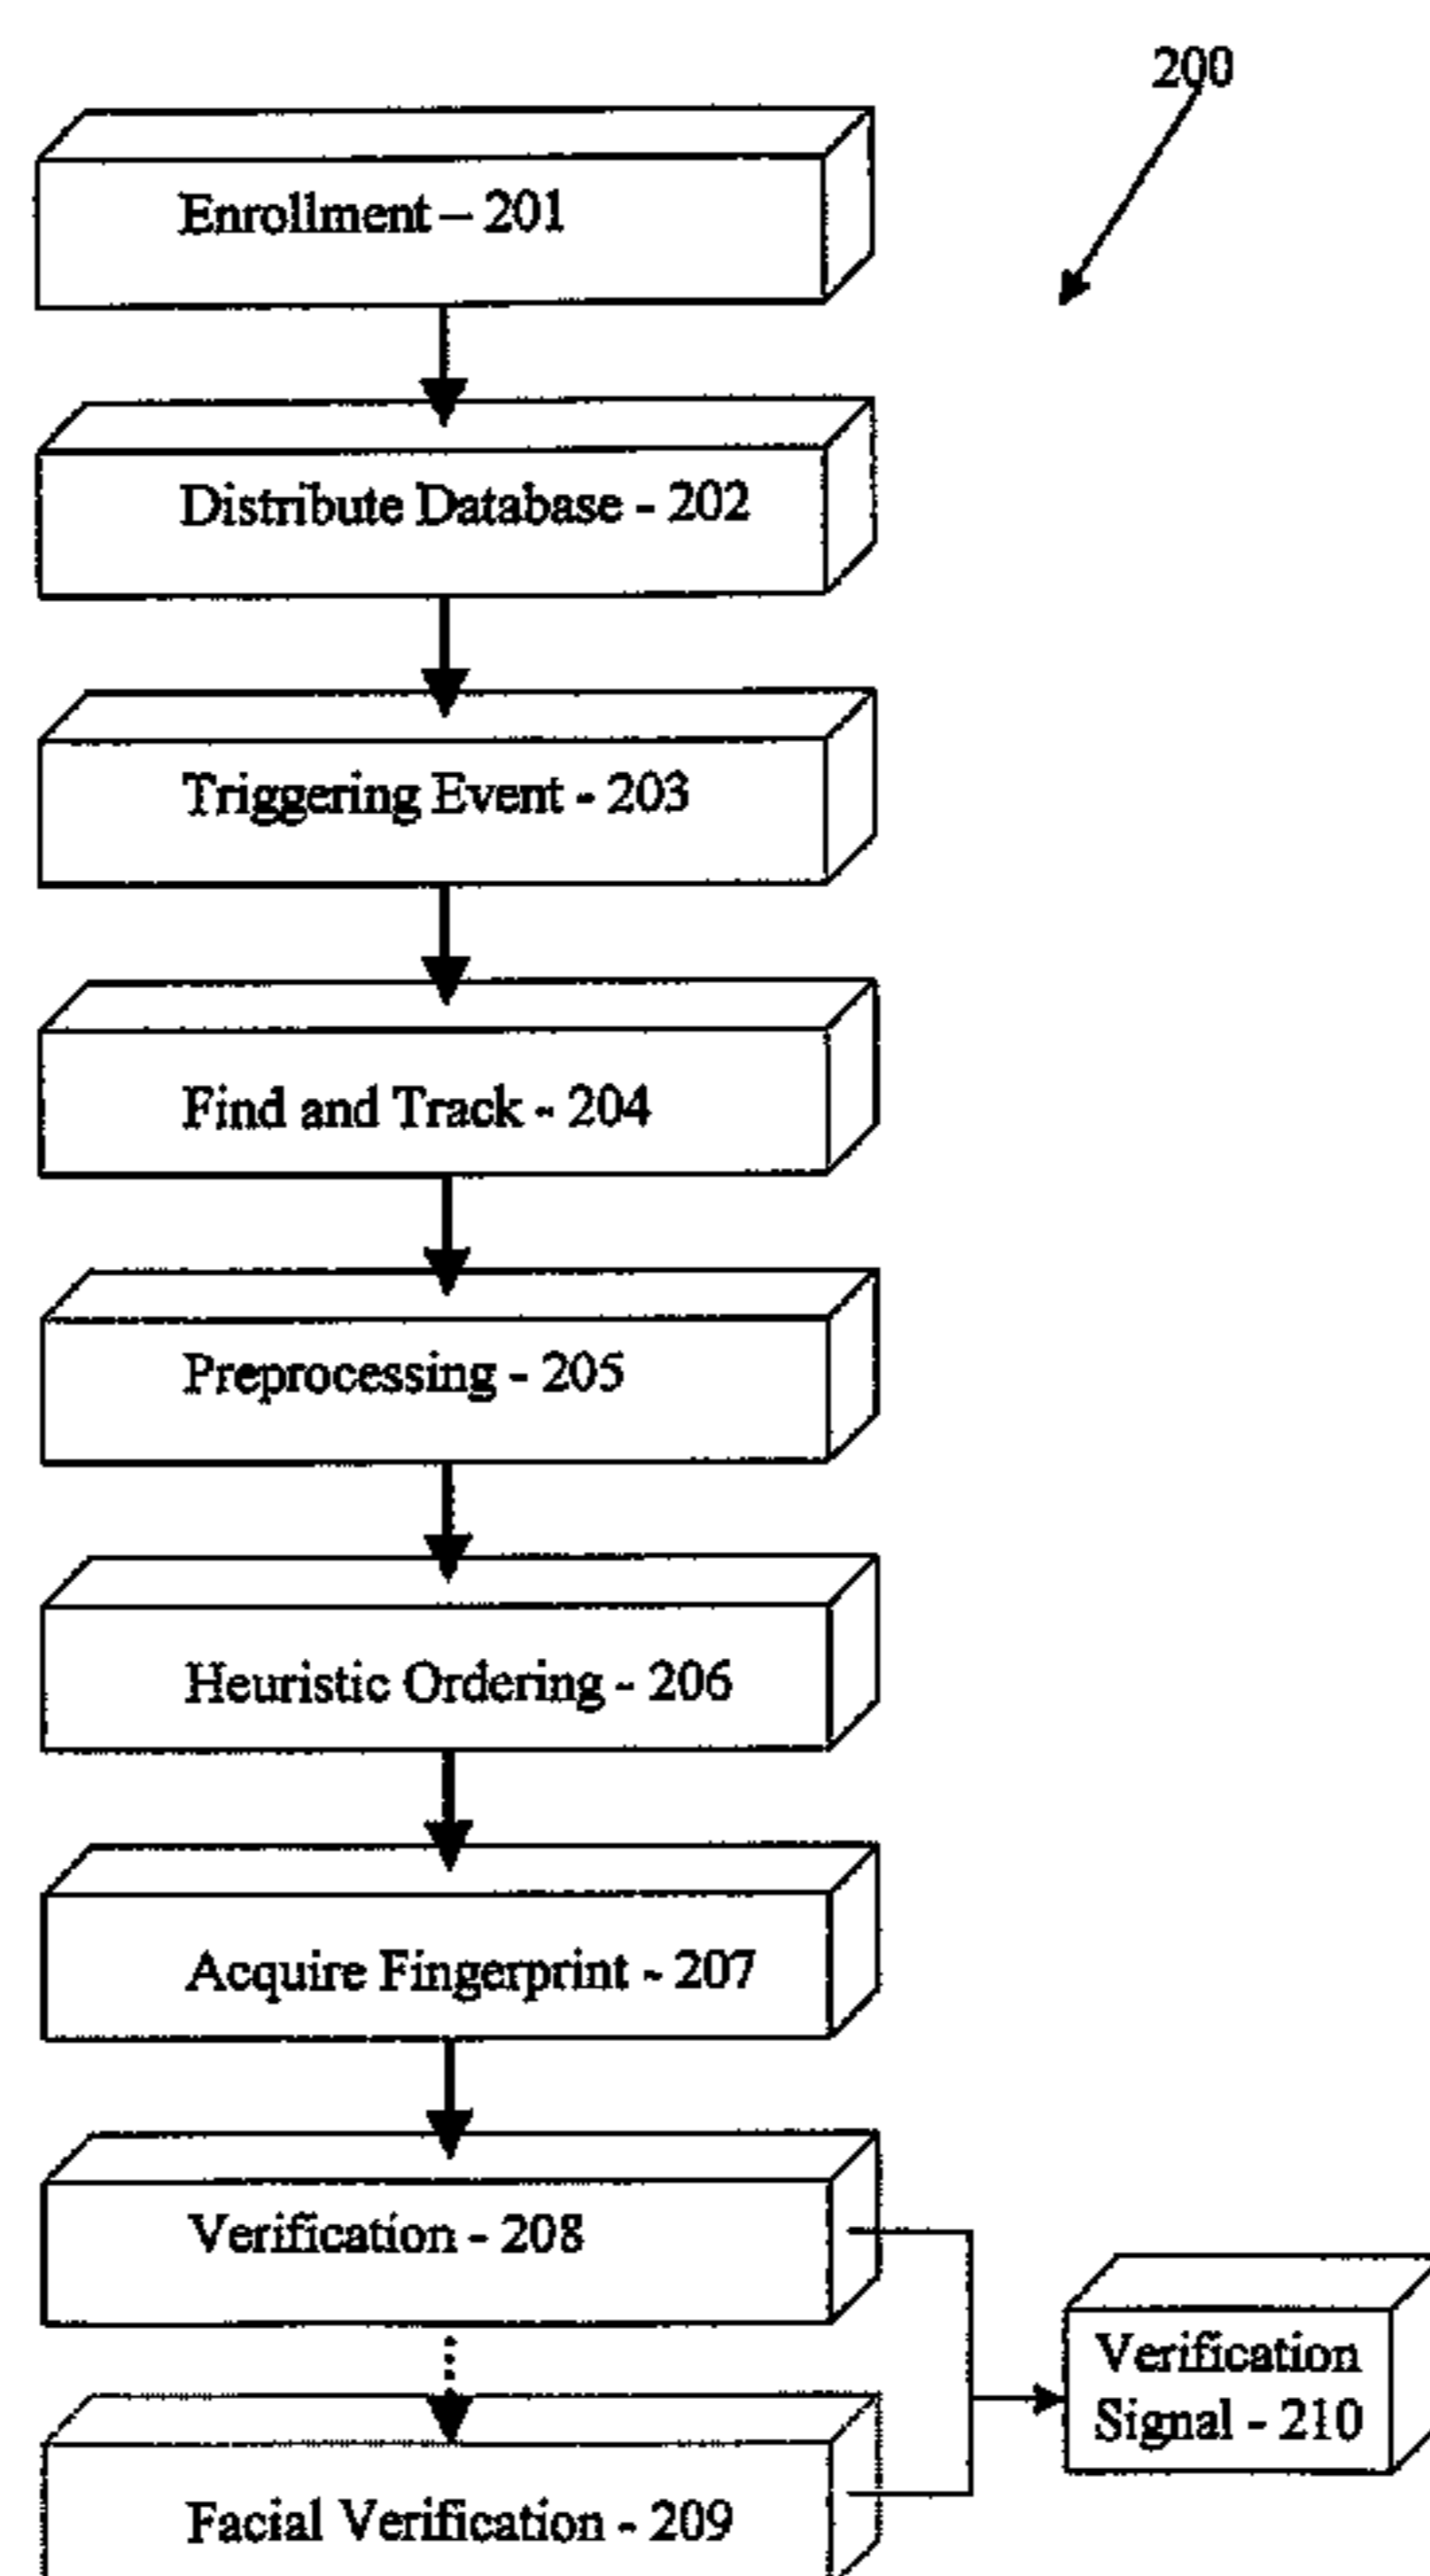 200
Enrollment – 201
Distribute Database - 202
Triggering Event - 203
Find and Track - 204
Preprocessing - 205
Heuristic Ordering - 206
Acquire Fingerprint - 207
Verification - 208
Verification
Signal - 210
Facial Verification - 209